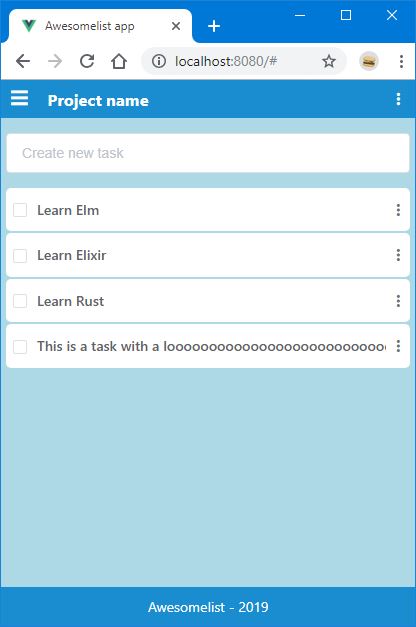 Awesomelist app
localhost:8080/#
Project name
Create new task
Learn Elm
Learn Elixir
Learn Rust
This is a task with a looooooooooooooooooooooooooo
Awesomelist - 2019